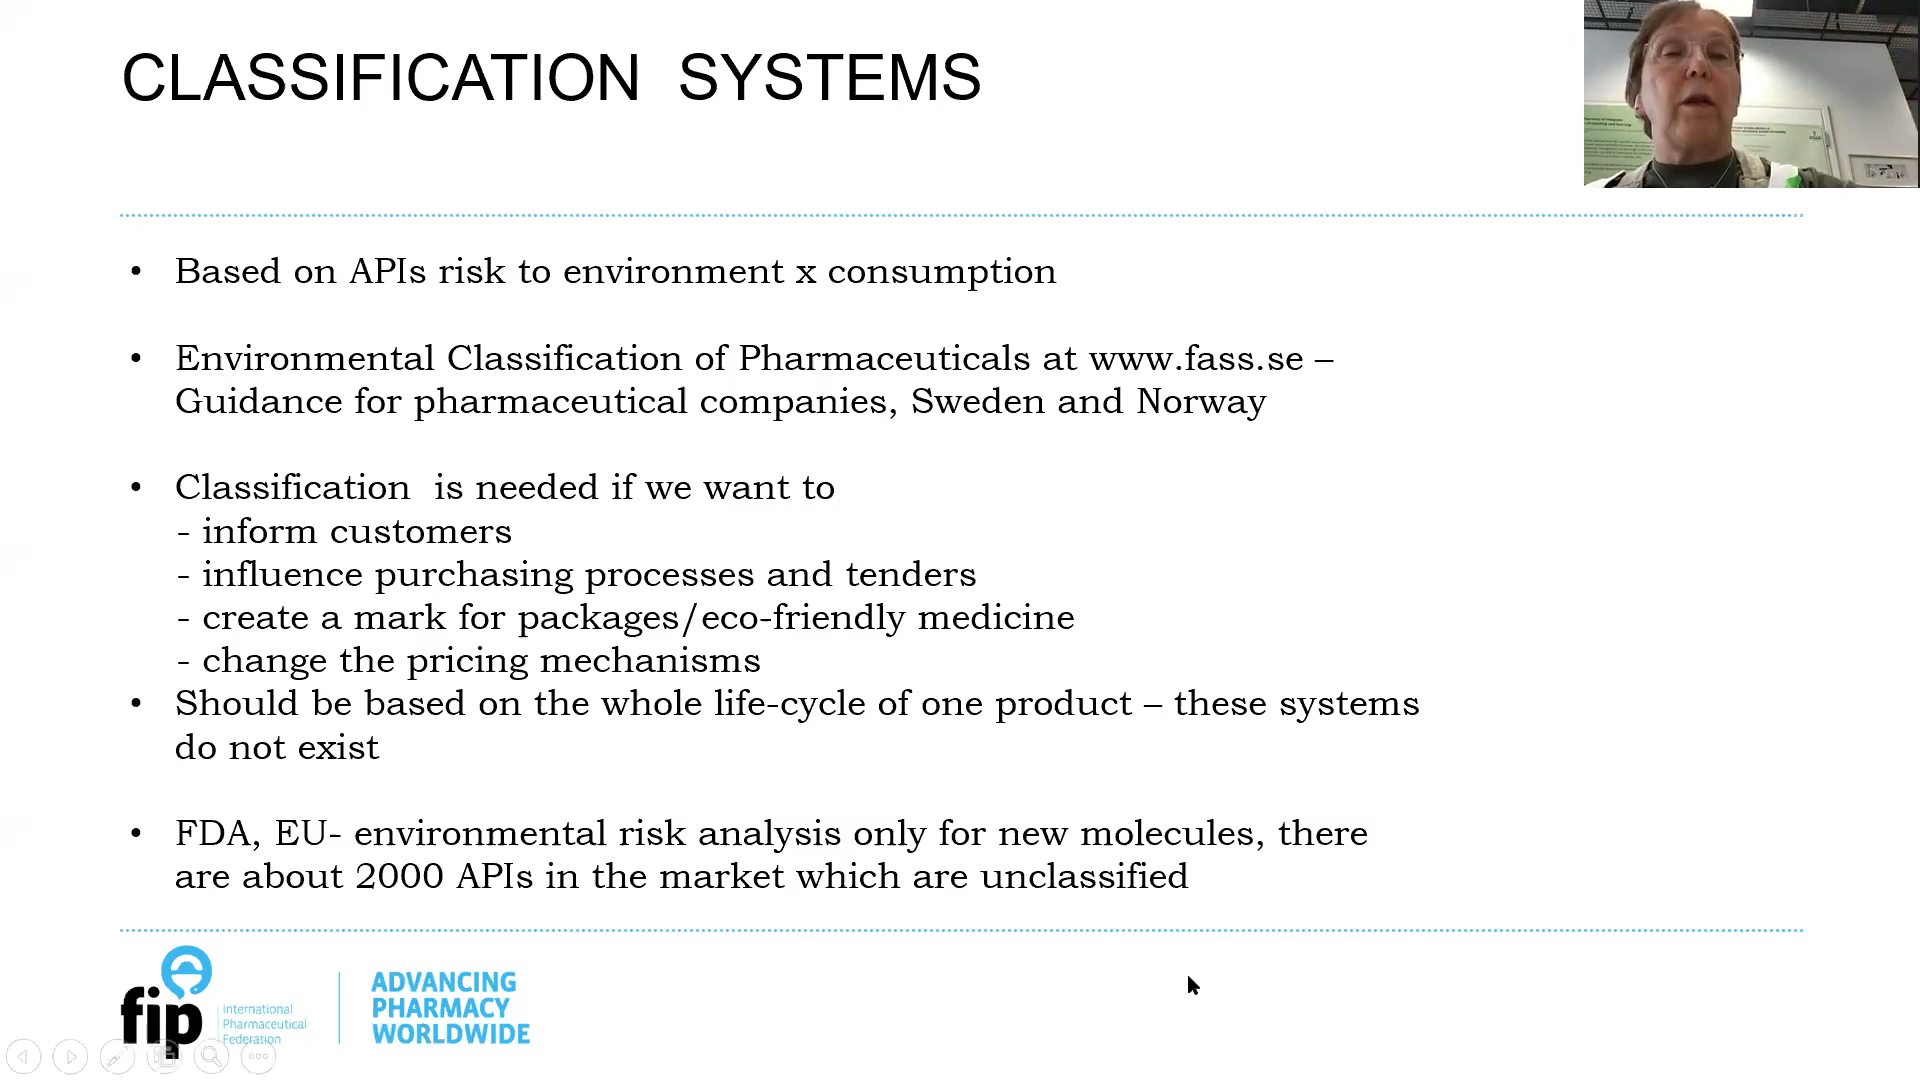 CLASSIFICATION SYSTEMS
• Based on APIs risk to environment x consumption
• Environmental Classification of Pharmaceuticals at www.fass.se –
Guidance for pharmaceutical companies, Sweden and Norway
• Classification is needed if we want to
- inform customers
- influence purchasing processes and tenders
- create a mark for packages/eco-friendly medicine
- change the pricing mechanisms
• Should be based on the whole life-cycle of one product – these systems
do not exist
• FDA, EU- environmental risk analysis only for new molecules, there
are about 2000 APIs in the market which are unclassified
fip
International
Pharmaceutical
Federation
ADVANCING
PHARMACY
WORLDWIDE